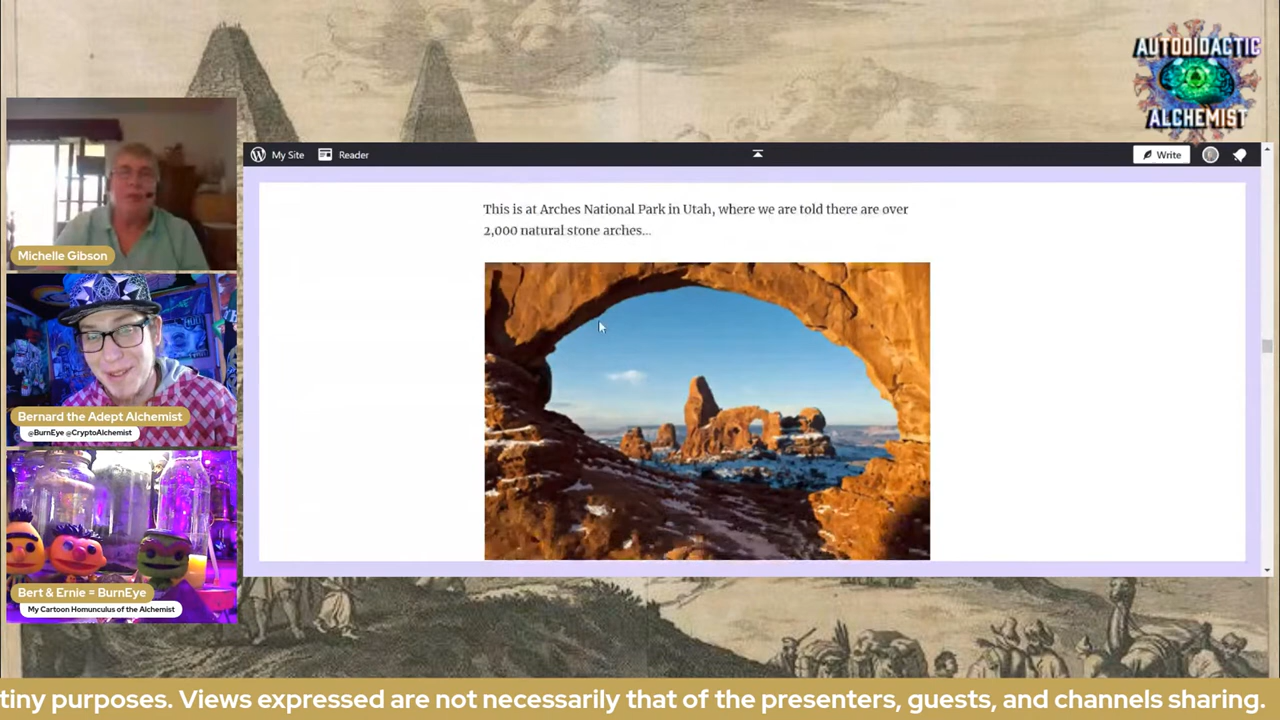 AUTODIDACTIC
ALCHEMIST
My Site
Reader
Write
This is at Arches National Park in Utah, where we are told there are over
2,000 natural stone arches...
Michelle Gibson
Bernard the Adept Alchemist
@BurnEye @CryptoAlchemist
Bert & Ernie = BurnEye
My Cartoon Homunculus of the Alchemist
tiny purposes. Views expressed are not necessarily that of the presenters, guests, and channels sharing.